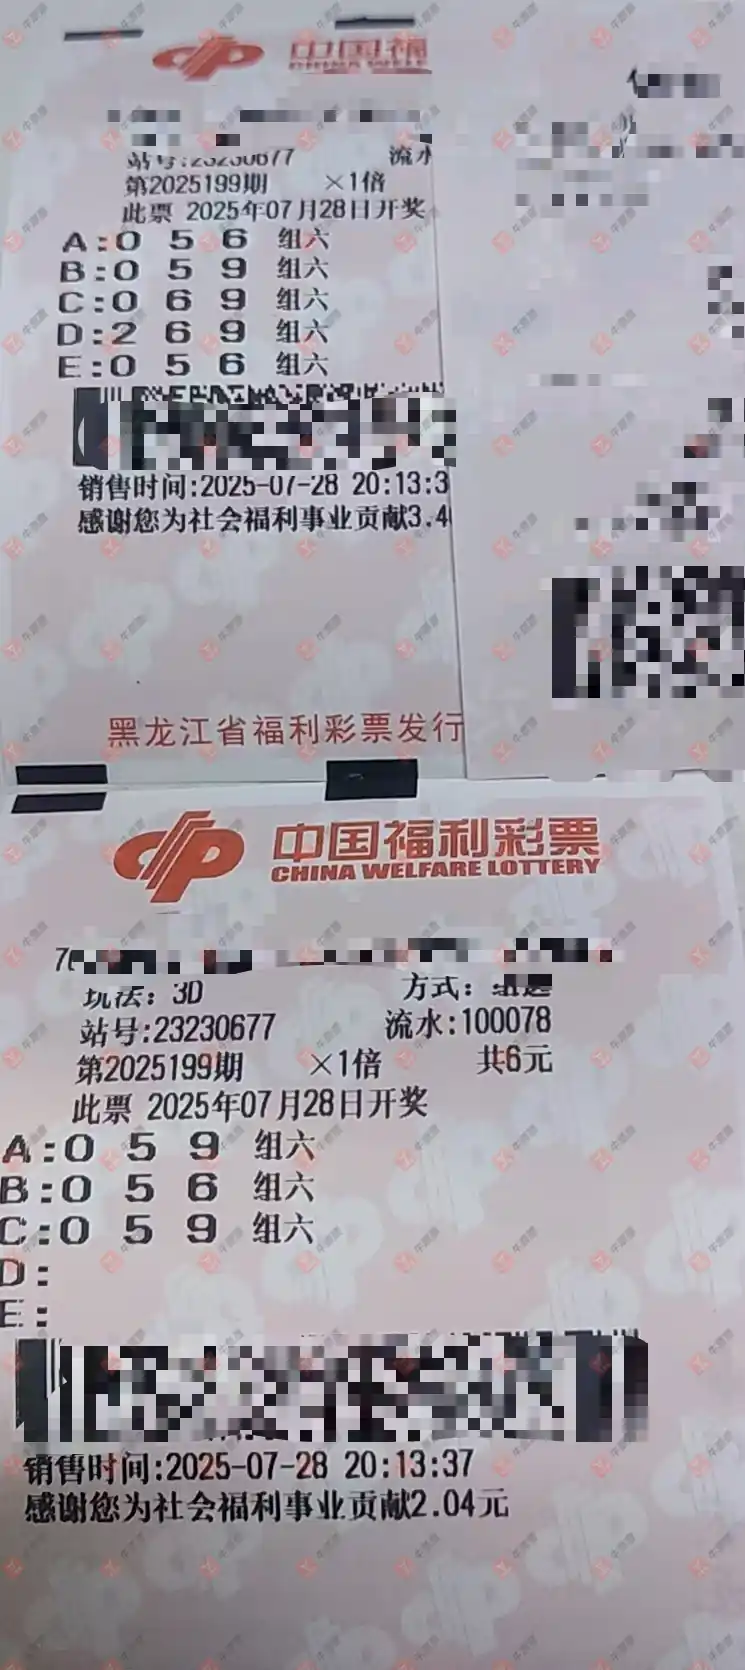 中国福
站号:23230677
流水
第2025199期 ×1倍
此票 2025年07月28日开奖
A:0 5 6 组六
B:0 5 9 组六
C:0 6 9 组六
D:2 6 9 组六
E:0 5 6 组六
销售时间:2025-07-28 20:13:3
感谢您为社会福利事业贡献3.4
黑龙江省福利彩票发行
中国福利彩票
CHINA WELFARE LOTTERY
玩法: 3D 方式:
站号:23230677 流水:100078
第2025199期 ×1倍 共6元
此票 2025年07月28日开奖
A:0 5 9 组六
B:0 5 6 组六
C:0 5 9 组六
D:
E:
销售时间:2025-07-28 20:13:37
感谢您为社会福利事业贡献2.04元